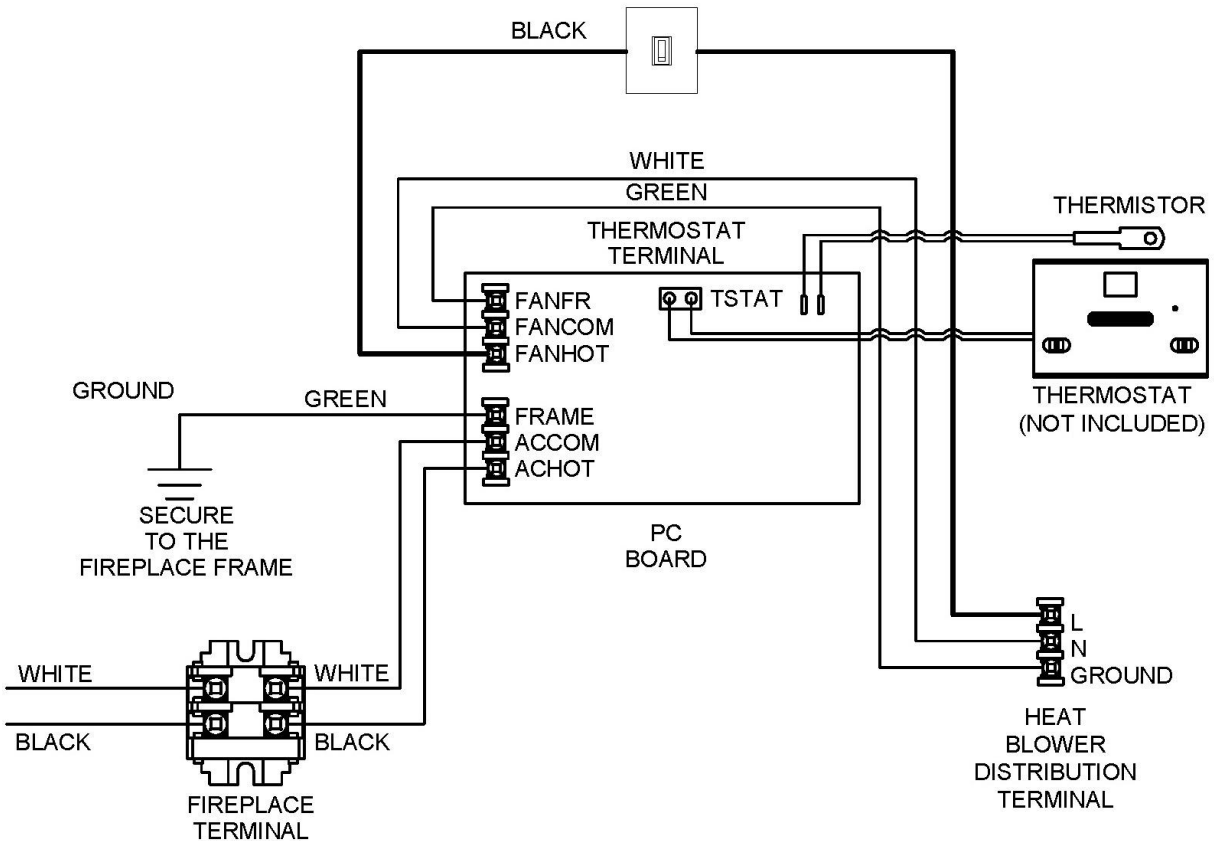 BLACK
WHITE
GREEN
THERMISTOR
THERMOSTAT
TERMINAL
FANFR
TSTAT
FANCOM
FANHOT
THERMOSTAT
(NOT INCLUDED)
GROUND
GREEN
FRAME
ACCOM
ACHOT
SECURE
TO THE
FIREPLACE FRAME
PC
BOARD
L
N
GROUND
WHITE
WHITE
BLACK
BLACK
HEAT
BLOWER
DISTRIBUTION
TERMINAL
FIREPLACE
TERMINAL